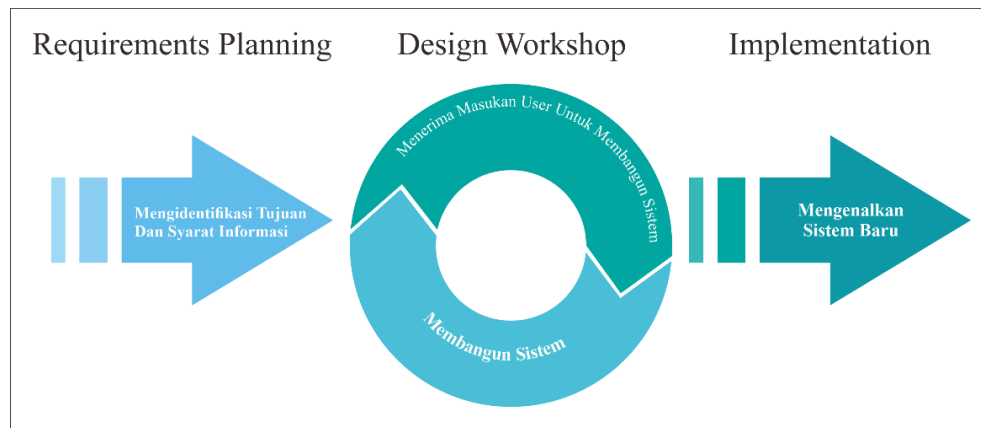 Requirements Planning
Design Workshop
Implementation
Mengidentifikasi Tujuan
Dan Syarat Informasi
Menerima Masukan User Untuk Membangun Sistem
Membangun Sistem
Mengenalkan
Sistem Baru